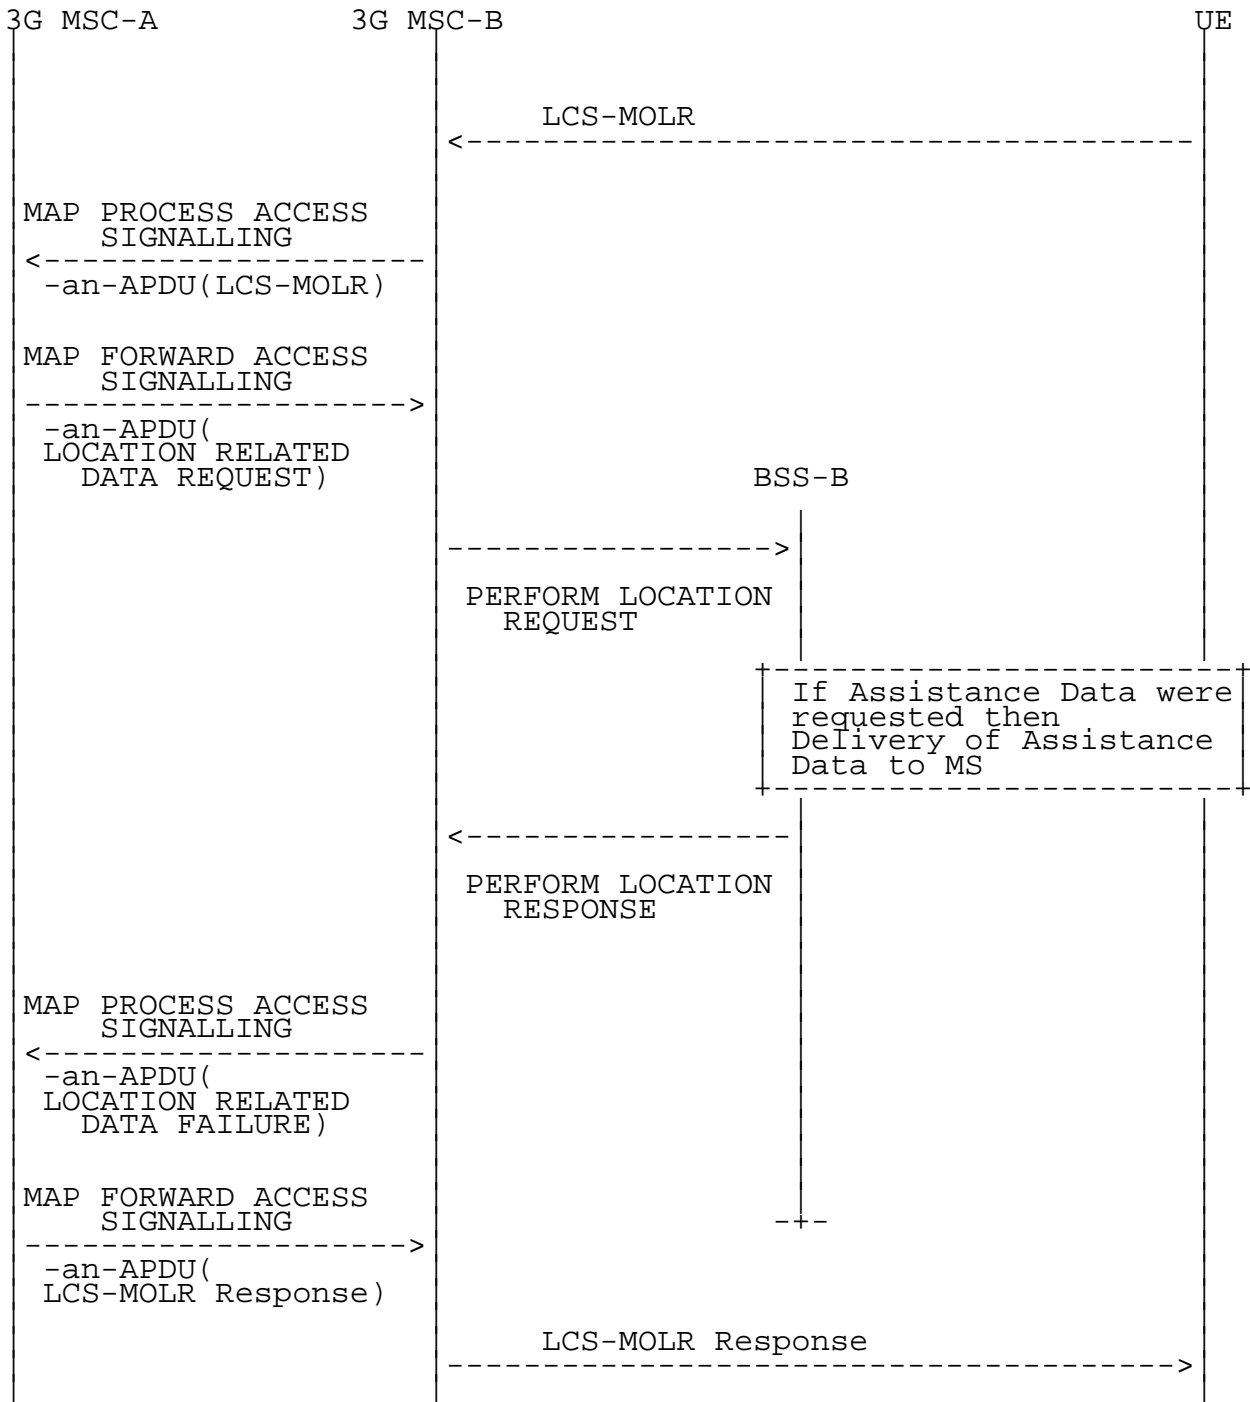 3G MSC-A 3G MSC-B UE
LCS-MOLR
MAP PROCESS ACCESS
SIGNALLING
-an-APDU(LCS-MOLR)
MAP FORWARD ACCESS
SIGNALLING
-an-APDU(
LOCATION RELATED
DATA REQUEST)
BSS-B
PERFORM LOCATION
REQUEST
If Assistance Data were
requested then
Delivery of Assistance
Data to MS
PERFORM LOCATION
RESPONSE
MAP PROCESS ACCESS
SIGNALLING
-an-APDU(
LOCATION RELATED
DATA FAILURE)
MAP FORWARD ACCESS
SIGNALLING
-an-APDU(
LCS-MOLR Response)
LCS-MOLR Response